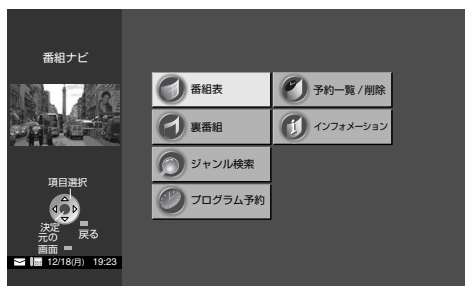 番組ナビ
番組表
予約一覧/削除
裏番組
インフォメーション
ジャンル検索
プログラム予約
項目選択
決定
元の
画面
戻る
12/18(月) 19:23